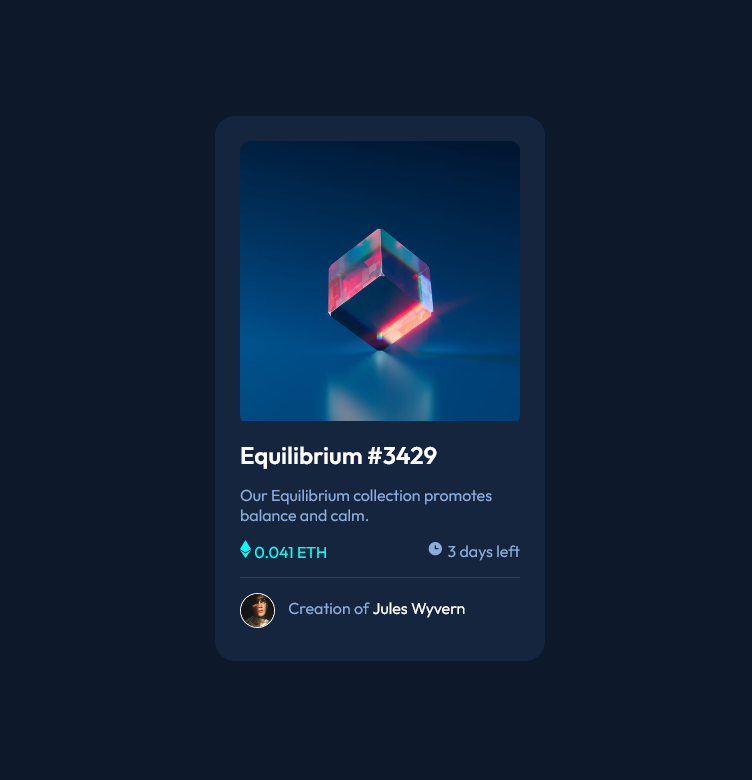 Equilibrium #3429
Our Equilibrium collection promotes
balance and calm.
0.041 ETH
3 days left
Creation of Jules Wyvern